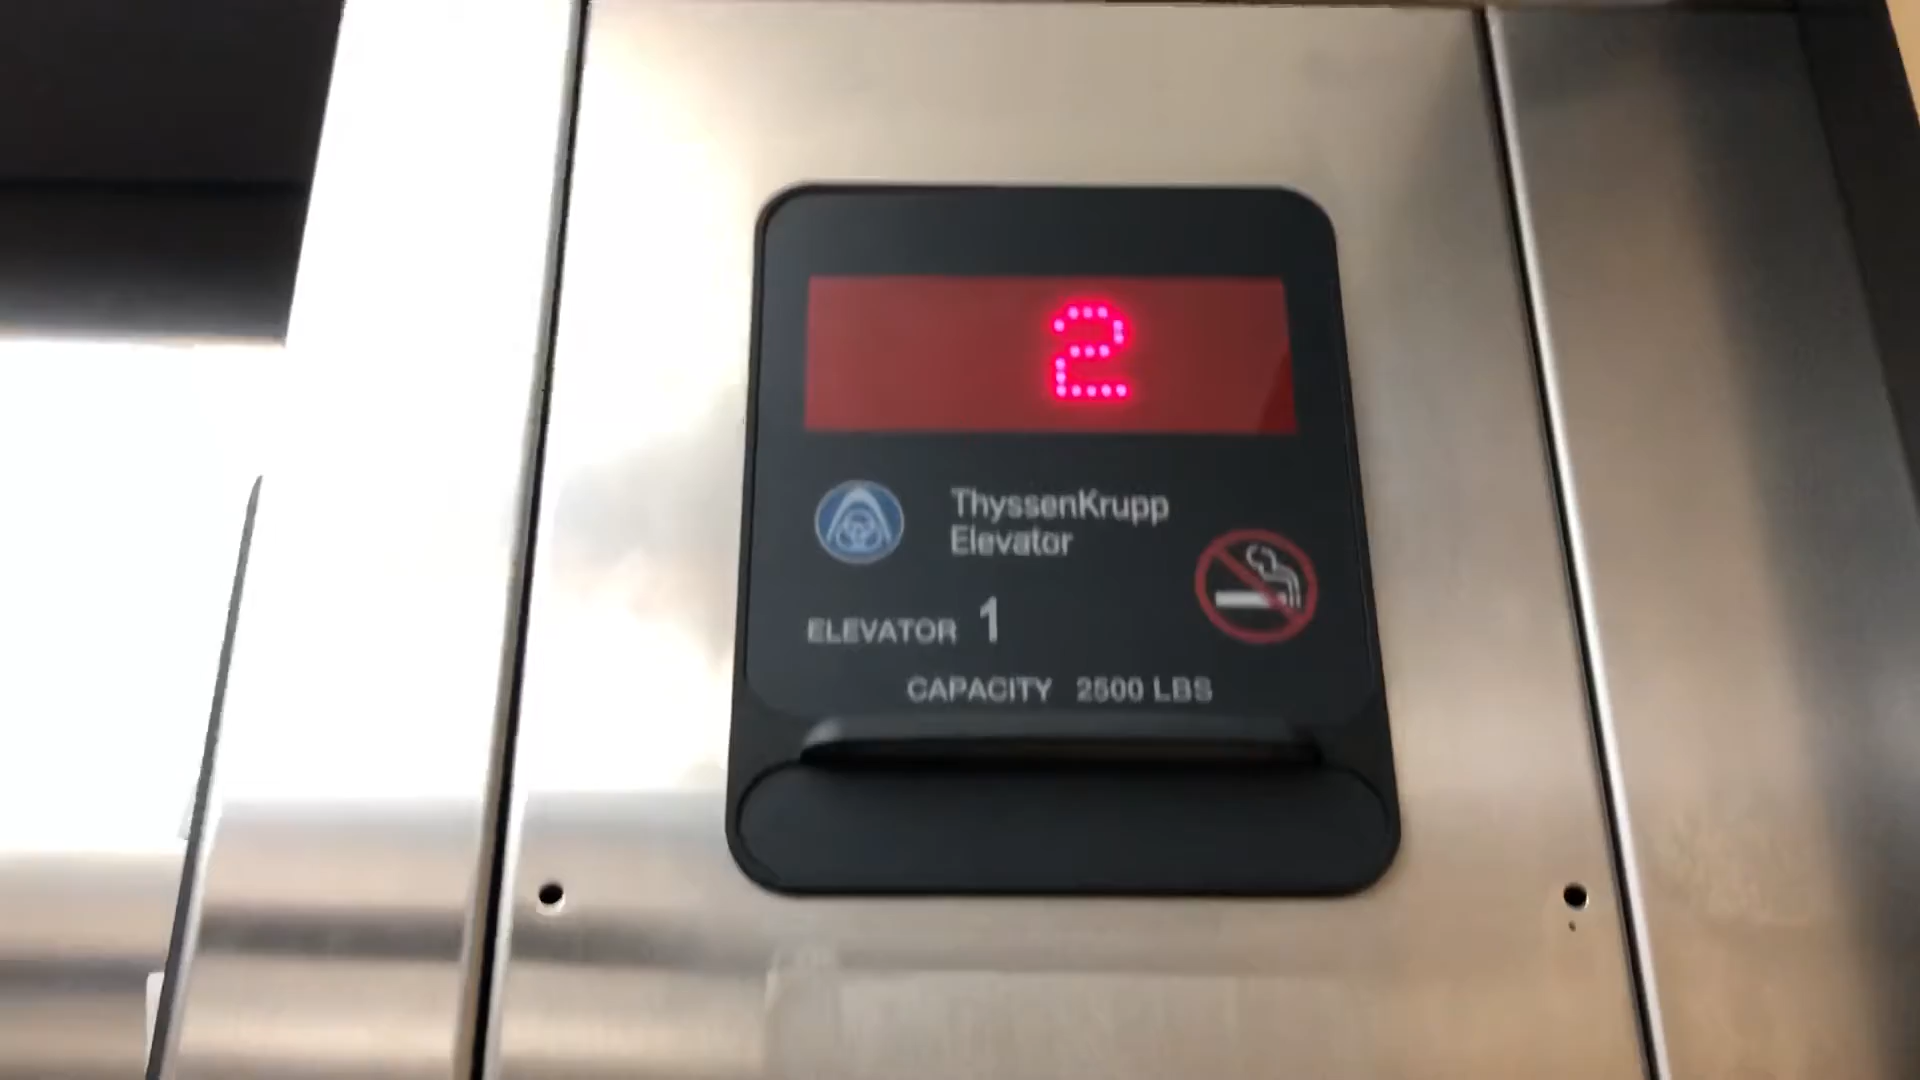 2
ThyssenKrupp
Elevator
ELEVATOR 1
CAPACITY 2500 LBS